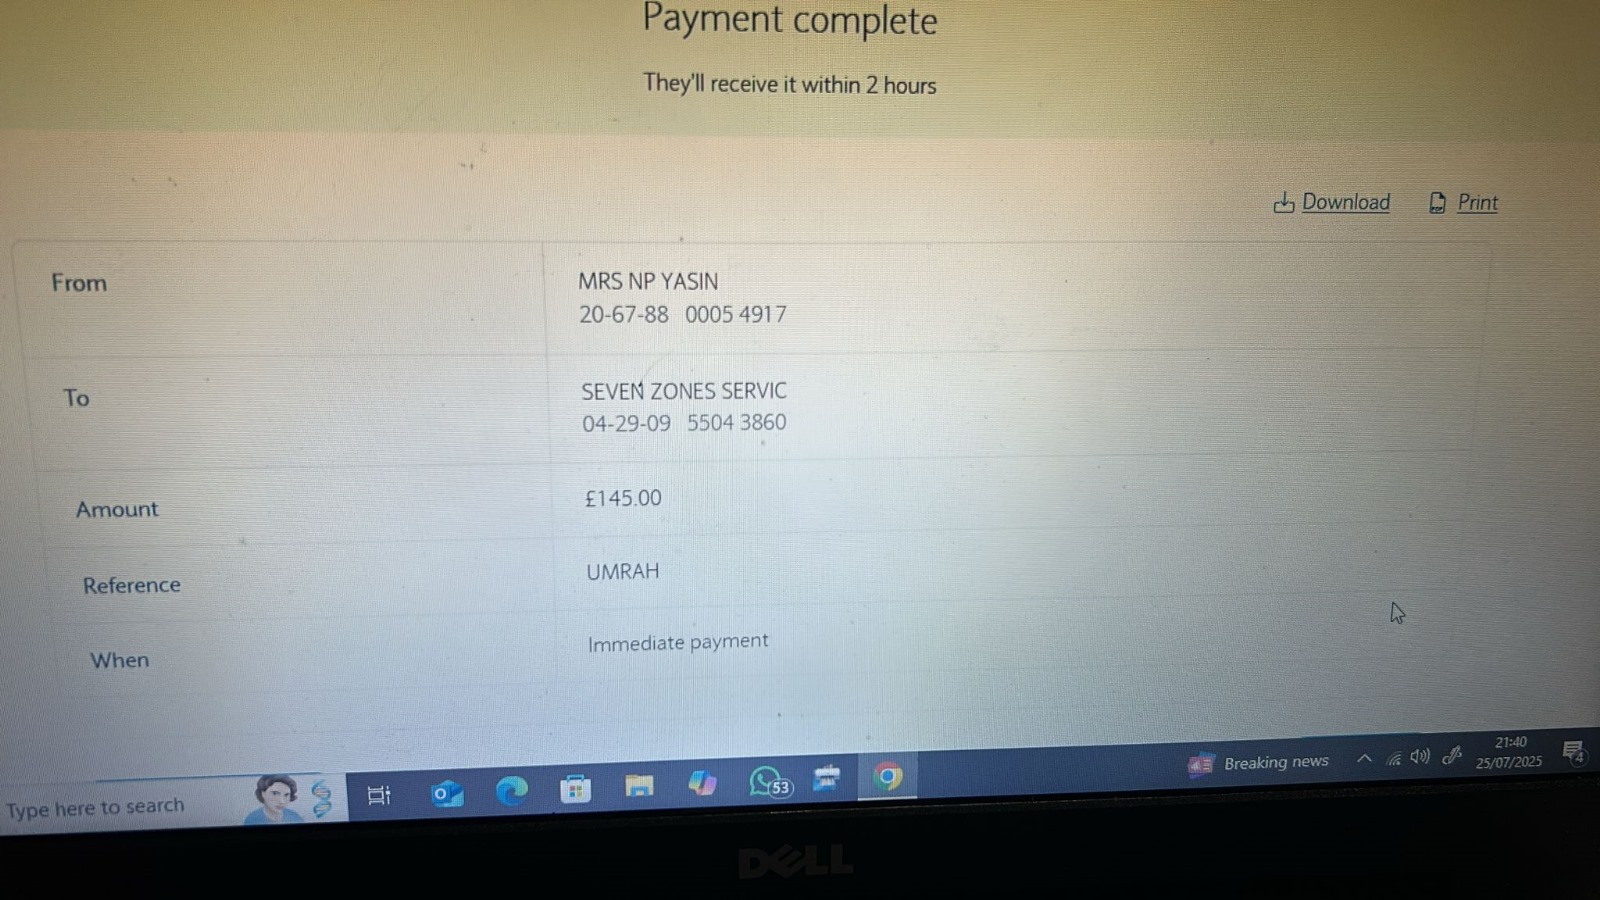 Payment complete
They'll receive it within 2 hours
Download Print
From
MRS NP YASIN
20-67-88 0005 4917
To
SEVEN ZONES SERVIC
04-29-09 5504 3860
Amount
£145.00
Reference
UMRAH
When
Immediate payment
Type here to search
53
Breaking news
21:40
25/07/2025
4
DELL